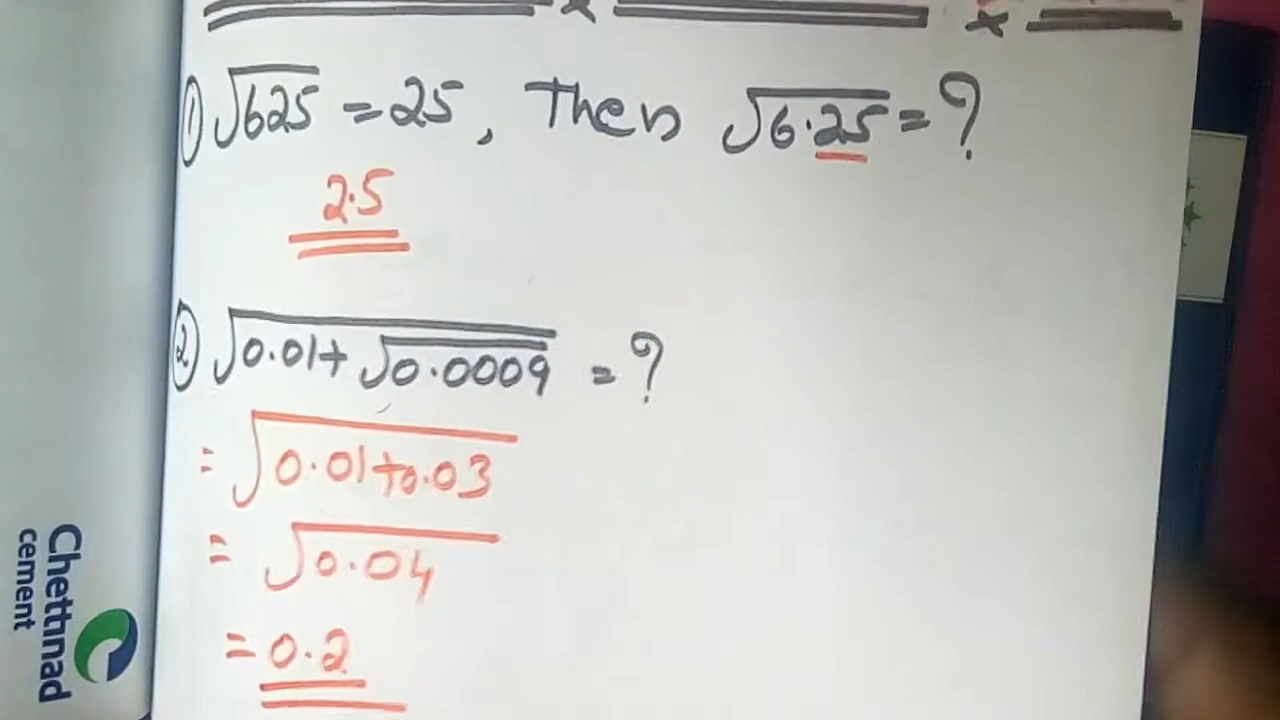 ① √625 = 25, Then √6.25 = ?
2.5
② √(0.01+√0.0009) = ?
= √(0.01+0.03)
= √0.04
= 0.2
Chettinad
cement